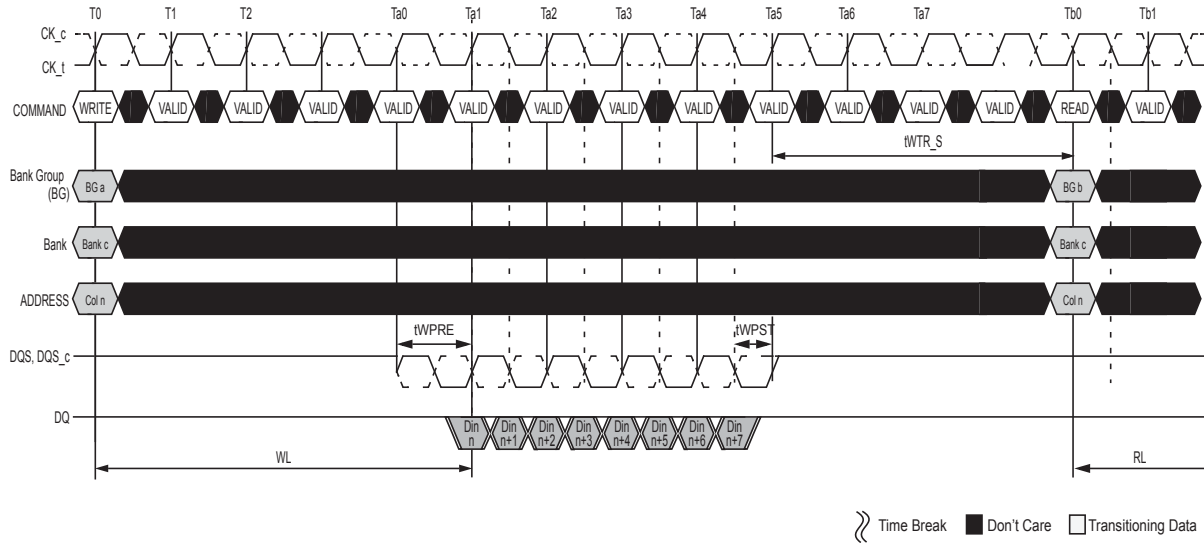 T0 T1 T2 Ta0 Ta1 Ta2 Ta3 Ta4 Ta5 Ta6 Ta7 Tb0 Tb1
CK_c
CK_t
COMMAND WRITE VALID VALID VALID VALID VALID VALID VALID VALID VALID VALID VALID VALID READ VALID
tWTR_S
Bank Group
(BG) BG a BG b
Bank Bank c Bank c
ADDRESS Col n Col n
tWPRE tWPST
DQS, DQS_c
DQ
Din n Din n+1 Din n+2 Din n+3 Din n+4 Din n+5 Din n+6 Din n+7
WL RL
Time Break Don't Care Transitioning Data